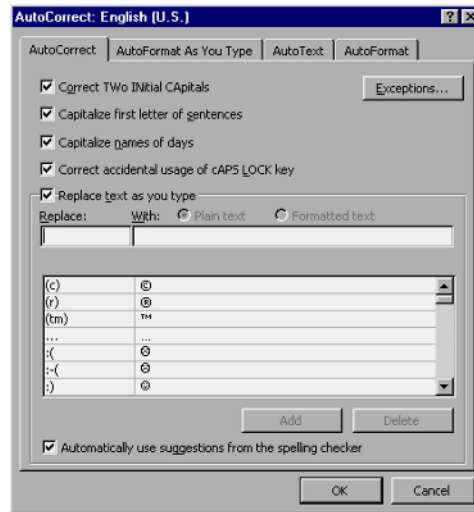 AutoCorrect: English (U.S.)
AutoCorrect AutoFormat As You Type AutoText AutoFormat
Correct TWo INitial CApitals Exceptions...
Capitalize first letter of sentences
Capitalize names of days
Correct accidental usage of cAPS LOCK key
Replace text as you type
Replace: With: Plain text Formatted text
(c) ©
(r) ®
(tm) ™
... ...
:( ☹
:-( ☹
:) ☺
Add Delete
Automatically use suggestions from the spelling checker
OK Cancel